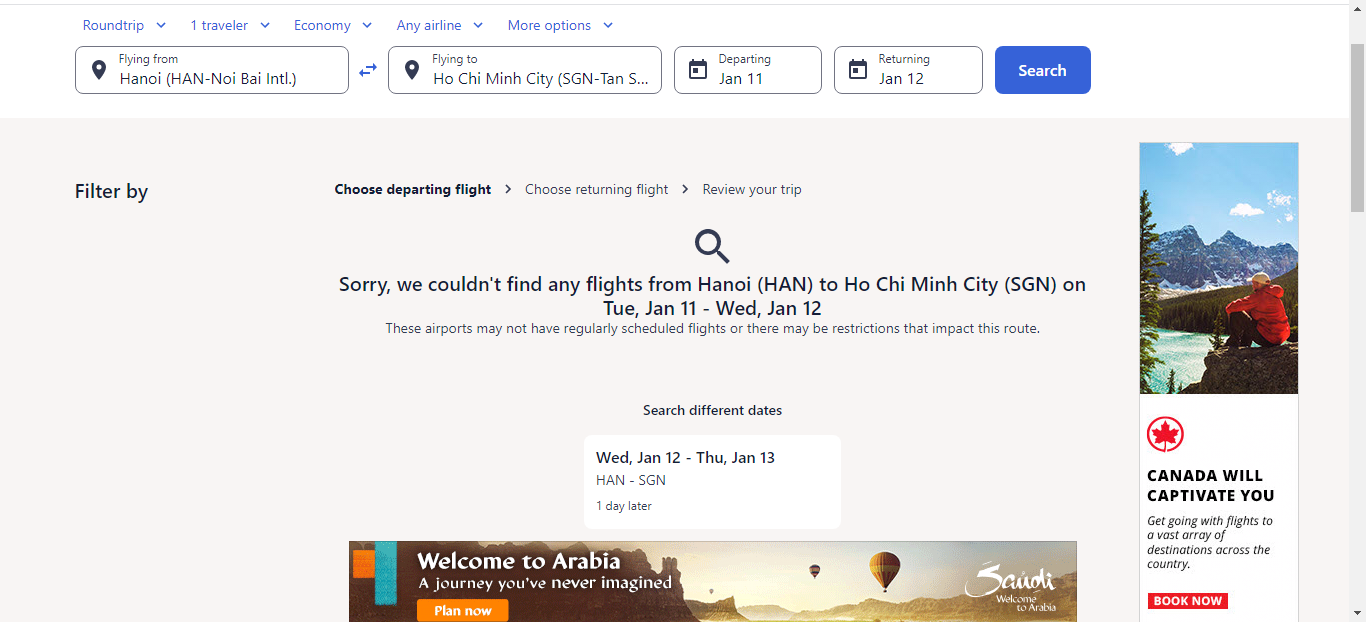 Roundtrip
1 traveler
Economy
Any airline
More options
Flying from
Hanoi (HAN-Noi Bai Intl.)
Flying to
Ho Chi Minh City (SGN-Tan S...
Departing
Jan 11
Returning
Jan 12
Search
Filter by
Choose departing flight
Choose returning flight
Review your trip
Sorry, we couldn't find any flights from Hanoi (HAN) to Ho Chi Minh City (SGN) on
Tue, Jan 11 - Wed, Jan 12
These airports may not have regularly scheduled flights or there may be restrictions that impact this route.
Search different dates
Wed, Jan 12 - Thu, Jan 13
HAN - SGN
1 day later
Welcome to Arabia
A journey you've never imagined
Plan now
Saudi
Welcome
to Arabia
CANADA WILL
CAPTIVATE YOU
Get going with flights to
a vast array of
destinations across the
country.
BOOK NOW